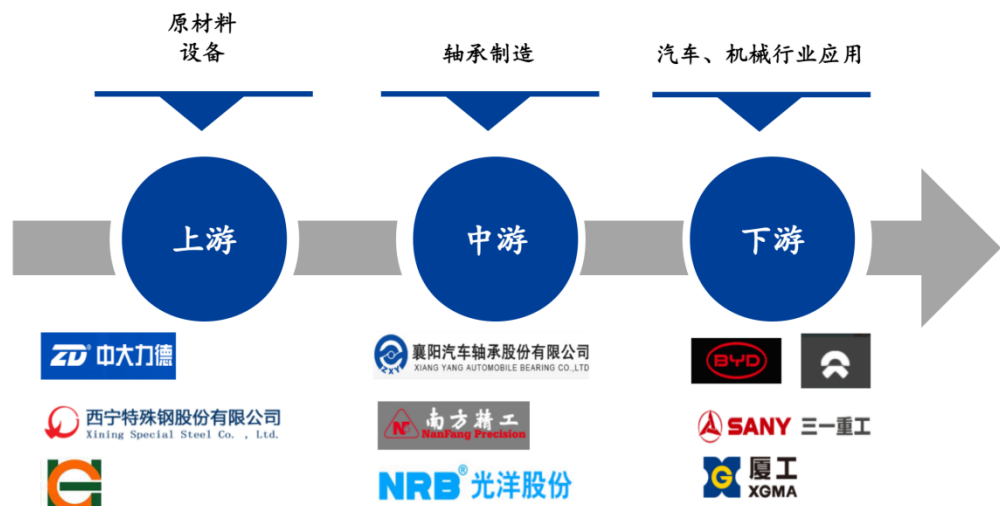 原材料
设备
轴承制造
汽车、机械行业应用
上游
中游
下游
ZD® 中大力德
襄阳汽车轴承股份有限公司
XIANG YANG AUTOMOBILE BEARING CO.,LTD
ZXY
BYD
西宁特殊钢股份有限公司
Xining Special Steel Co. , Ltd.
NF 南方精工
NanFang Precision
SANY 三一重工
NRB® 光洋股份
G 厦工
XGMA